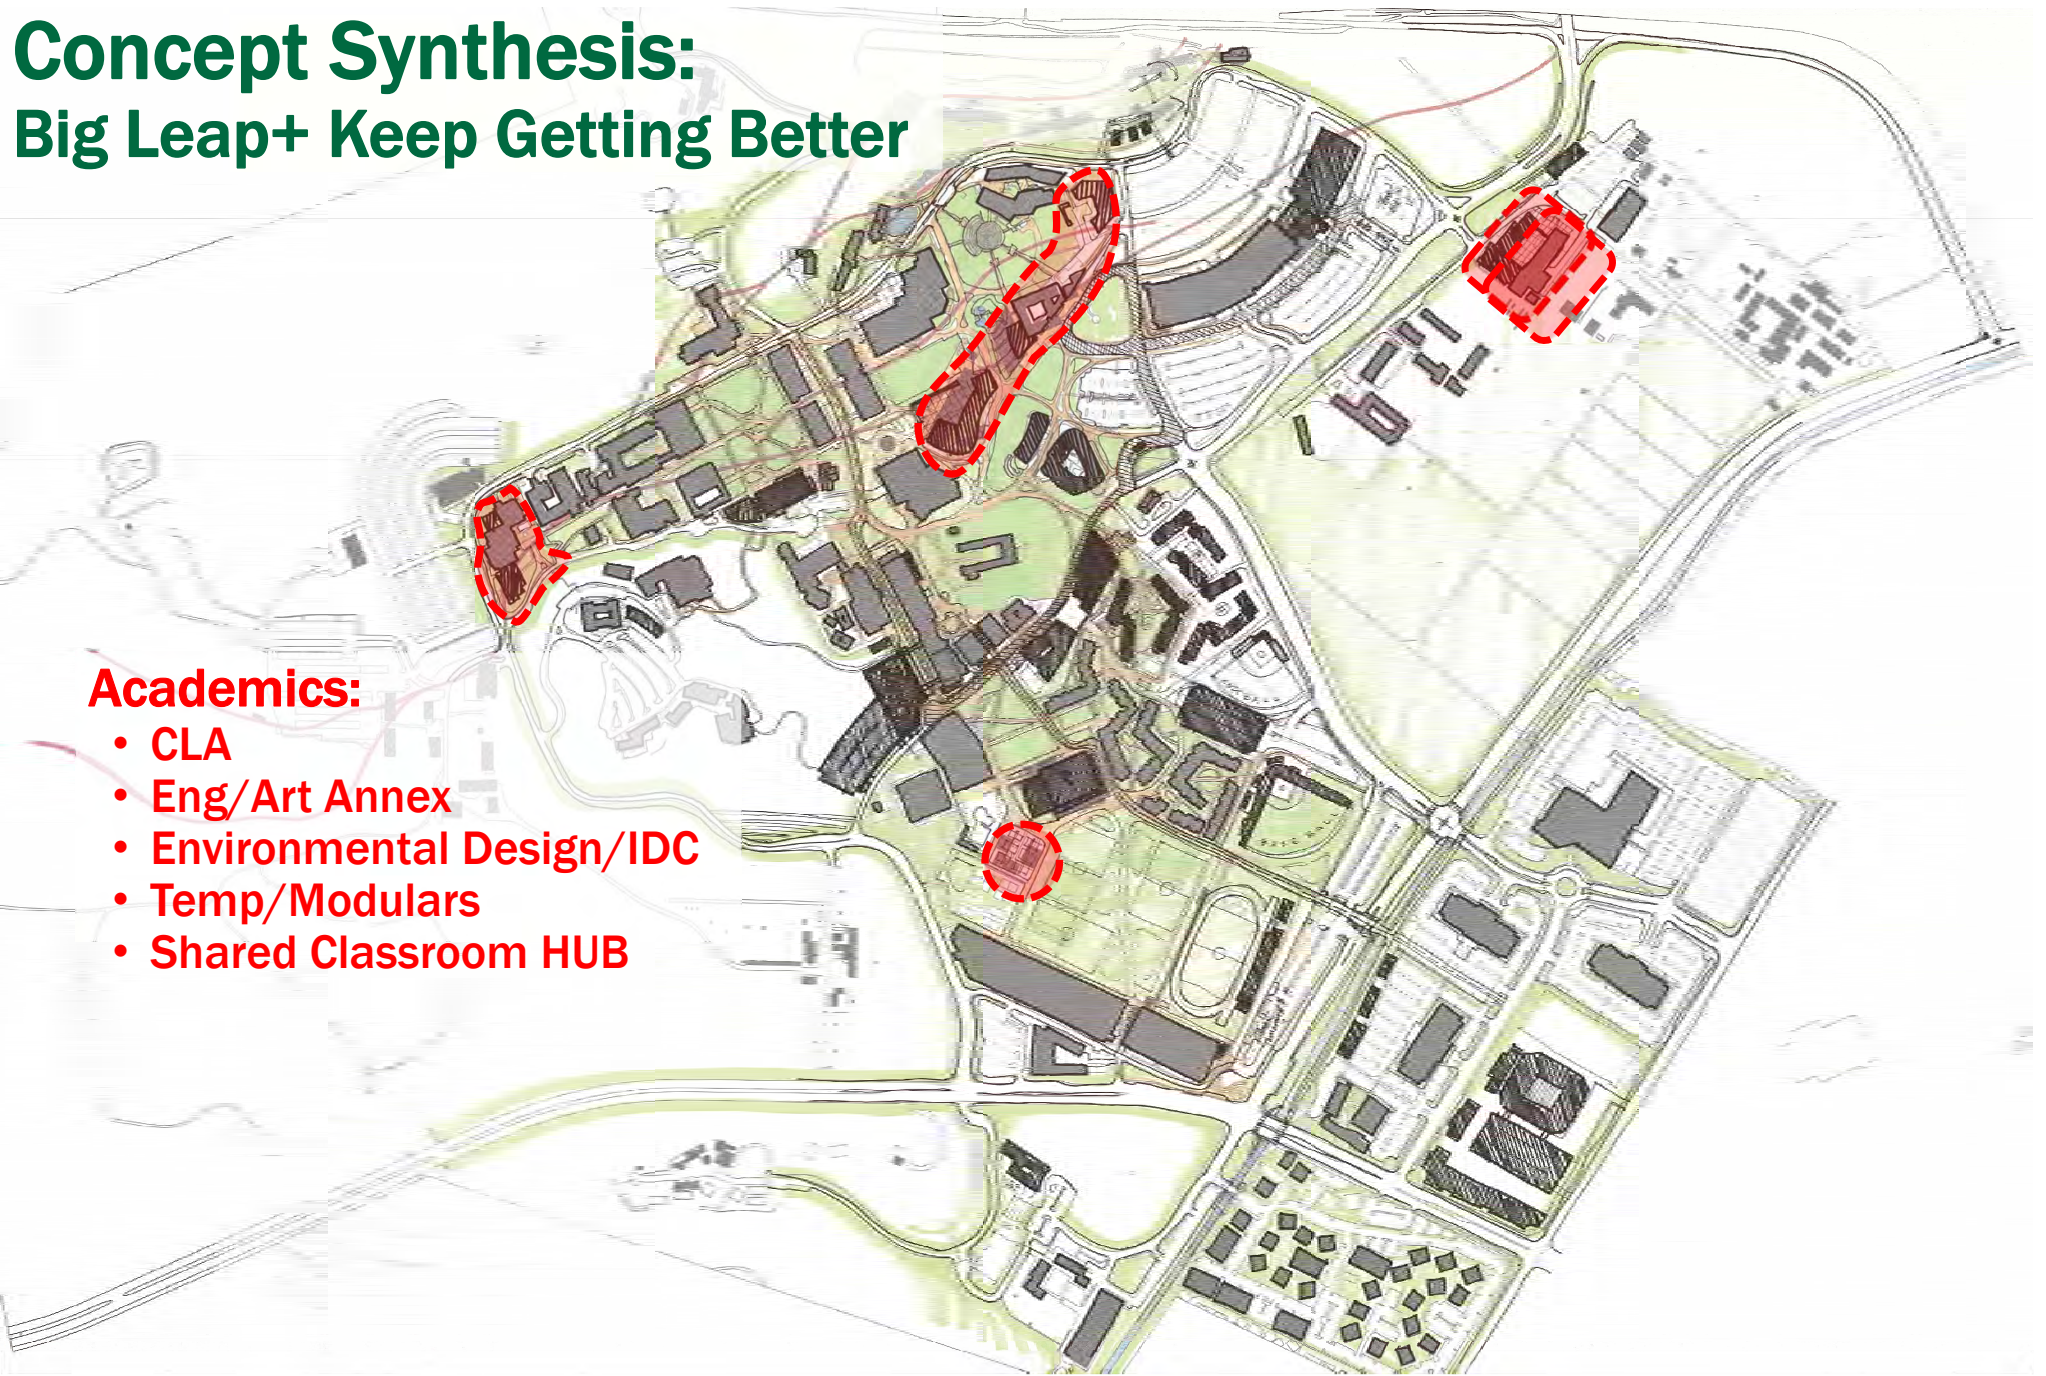 Concept Synthesis:
Big Leap+ Keep Getting Better
Academics:
• CLA
• Eng/Art Annex
• Environmental Design/IDC
• Temp/Modulars
• Shared Classroom HUB